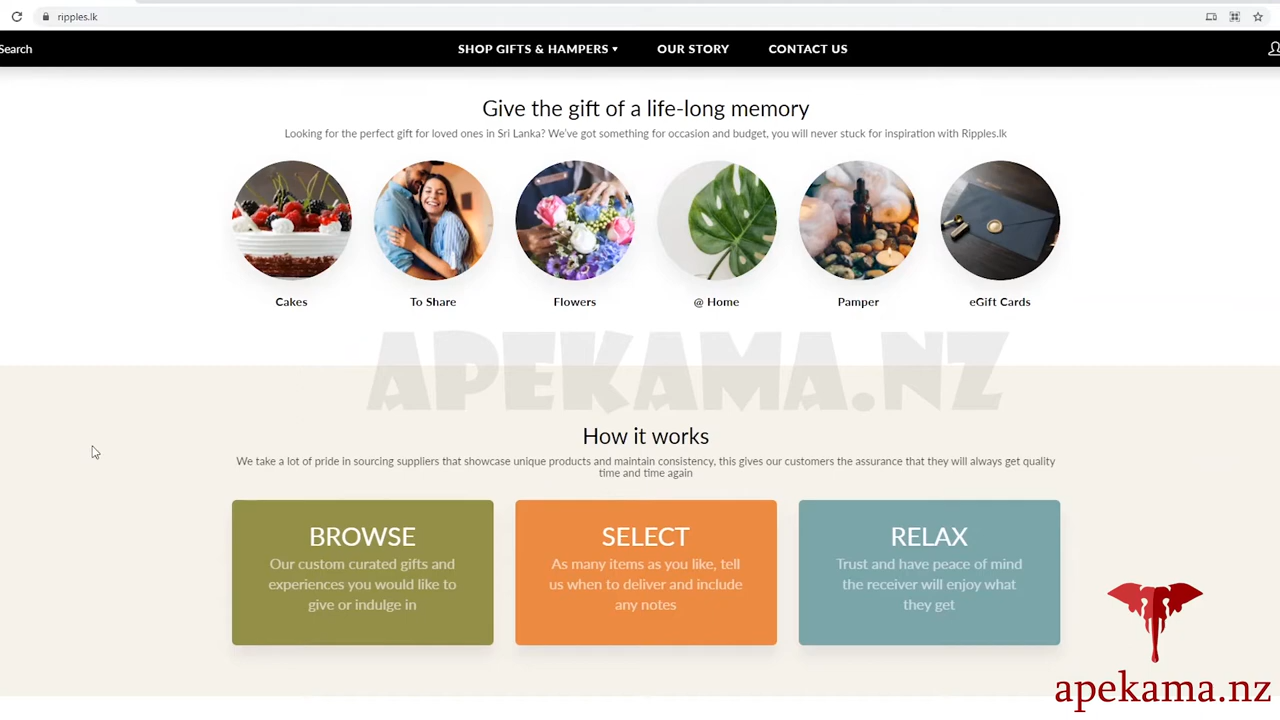 ripples.lk
Search
SHOP GIFTS & HAMPERS ▾
OUR STORY
CONTACT US
Give the gift of a life-long memory
Looking for the perfect gift for loved ones in Sri Lanka? We've got something for occasion and budget, you will never stuck for inspiration with Ripples.lk
Cakes
To Share
Flowers
@ Home
Pamper
eGift Cards
APEKAMA.NZ
How it works
We take a lot of pride in sourcing suppliers that showcase unique products and maintain consistency, this gives our customers the assurance that they will always get quality
time and time again
BROWSE
Our custom curated gifts and
experiences you would like to
give or indulge in
SELECT
As many items as you like, tell
us when to deliver and include
any notes
RELAX
Trust and have peace of mind
the receiver will enjoy what
they get
apekama.nz